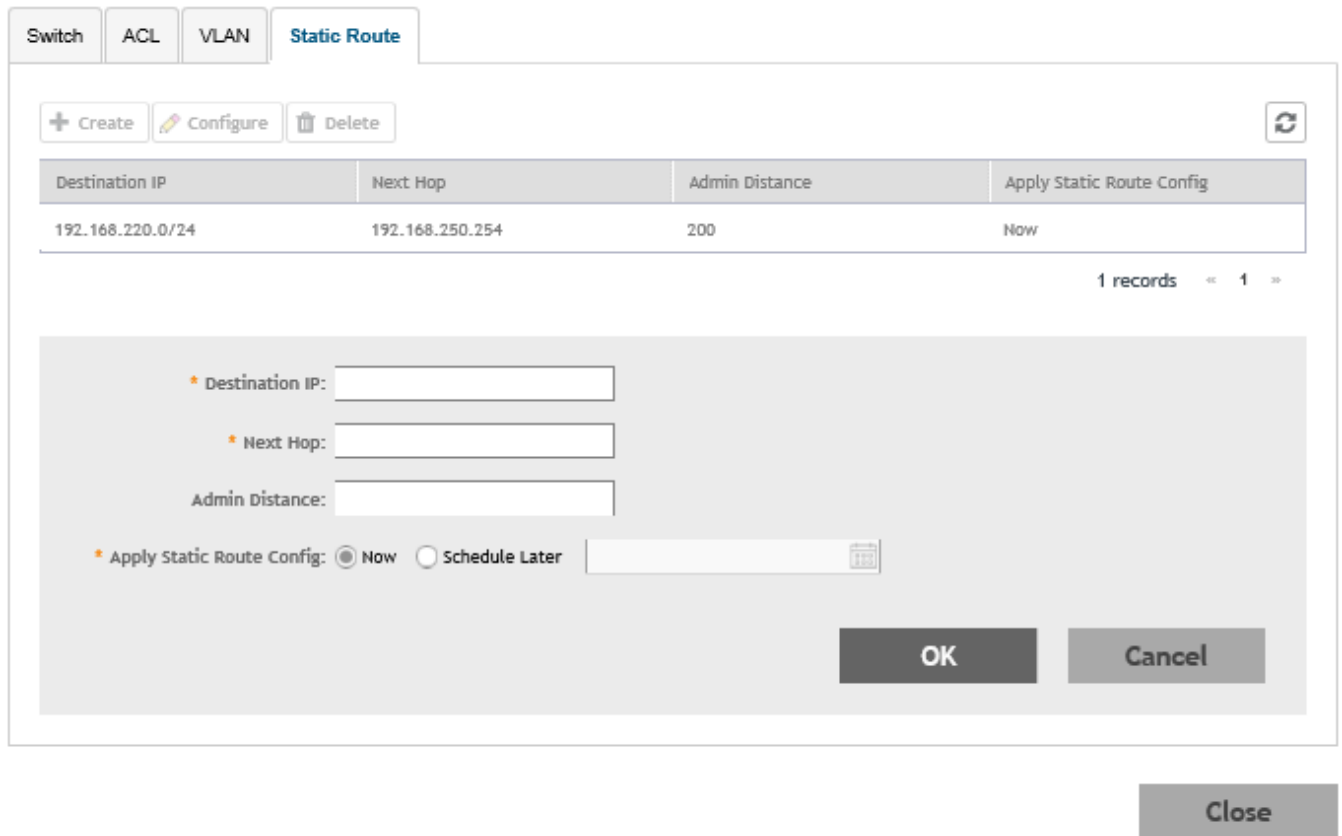 Switch ACL VLAN Static Route
Create Configure Delete
Destination IP Next Hop Admin Distance Apply Static Route Config
192.168.220.0/24 192.168.250.254 200 Now
1 records « 1 »
* Destination IP:
* Next Hop:
Admin Distance:
* Apply Static Route Config: Now Schedule Later
OK Cancel
Close